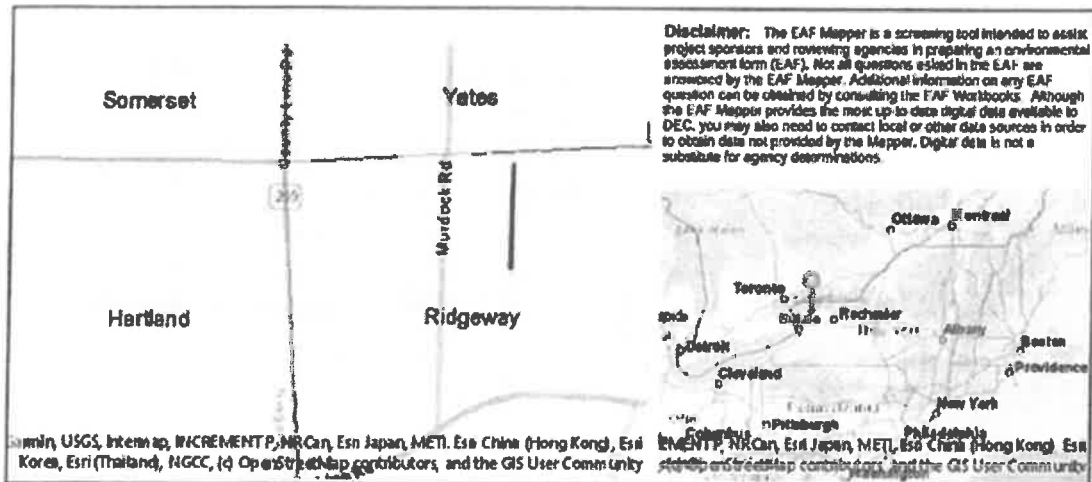 Disclaimer: The EAF Mapper is a screening tool intended to assist
project sponsors and reviewing agencies in preparing an environmental
assessment form (EAF). Not all questions asked in the EAF are
answered by the EAF Mapper. Additional information on any EAF
question can be obtained by consulting the EAF Workbooks. Although
the EAF Mapper provides the most up-to-date digital data available to
DEC, you may also need to contact local or other data sources in order
to obtain data not provided by the Mapper. Digital data is not a
substitute for agency determinations.
Somerset
Yates
Murdock Rd
Hartland
Ridgeway
USGS, Intermap, INCREMENT P, NRCan, Esri Japan, METI, Esri China (Hong Kong), Esri
Korea, Esri (Thailand), NGCC, (c) OpenStreetMap contributors, and the GIS User Community
Ottawa
Montreal
Toronto
Rochester
Albany
Boston
Detroit
Providence
Cleveland
New York
Pittsburgh
Columbus
Philadelphia
Washington
NRCan, Esri Japan, METI, Esri China (Hong Kong), Esri
OpenStreetMap contributors, and the GIS User Community